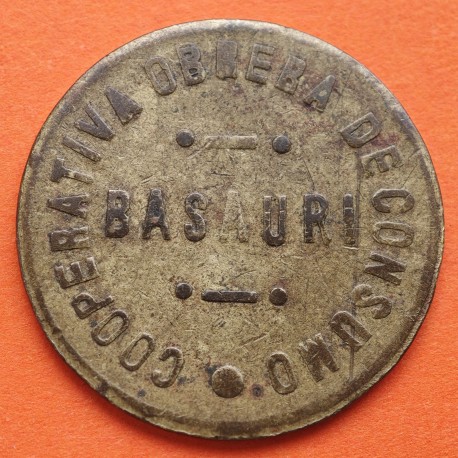 COOPERATIVA OBRERA DE CONSUMO
BASAURI